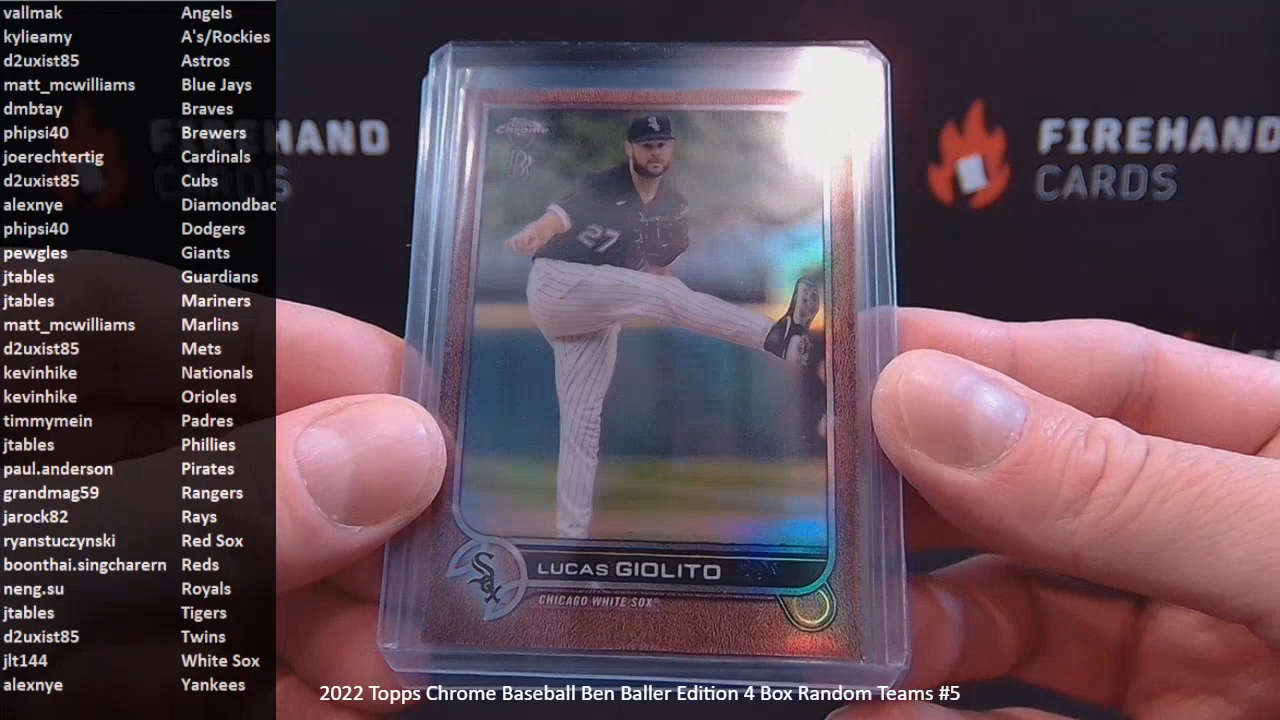 vallmak Angels
kylieamy A's/Rockies
d2uxist85 Astros
matt_mcwilliams Blue Jays
dmbtay Braves
phipsi40 Brewers
joerechtertig Cardinals
d2uxist85 Cubs
alexnye Diamondbac
phipsi40 Dodgers
pewgles Giants
jtables Guardians
jtables Mariners
matt_mcwilliams Marlins
d2uxist85 Mets
kevinhike Nationals
kevinhike Orioles
timmymein Padres
jtables Phillies
paul.anderson Pirates
grandmag59 Rangers
jarock82 Rays
ryanstuczynski Red Sox
boonthai.singcharern Reds
neng.su Royals
jtables Tigers
d2uxist85 Twins
jlt144 White Sox
alexnye Yankees
FIREHAND
CARDS
FIREHAND
CARDS
Topps
Chrome
BB
27
Sox
LUCAS GIOLITO
CHICAGO WHITE SOX
2022 Topps Chrome Baseball Ben Baller Edition 4 Box Random Teams #5